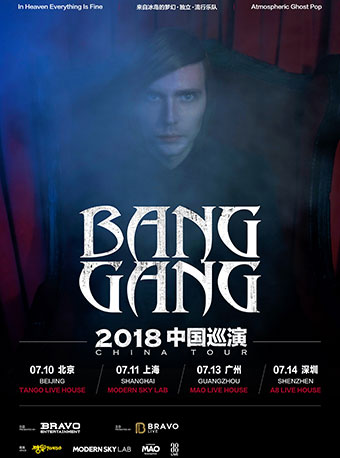 In Heaven Everything Is Fine
来自冰岛的梦幻·独立·流行乐队
Atmospheric Ghost Pop
BANG
GANG
2018 中国巡演
CHINA TOUR
07.10 北京
BEIJING
TANGO LIVE HOUSE
07.11 上海
SHANGHAI
MODERN SKY LAB
07.13 广州
GUANGZHOU
MAO LIVE HOUSE
07.14 深圳
SHENZHEN
A8 LIVE HOUSE
BRAVO
ENTERTAINMENT
BRAVO
LIVE
MODERN SKY LAB
MAO